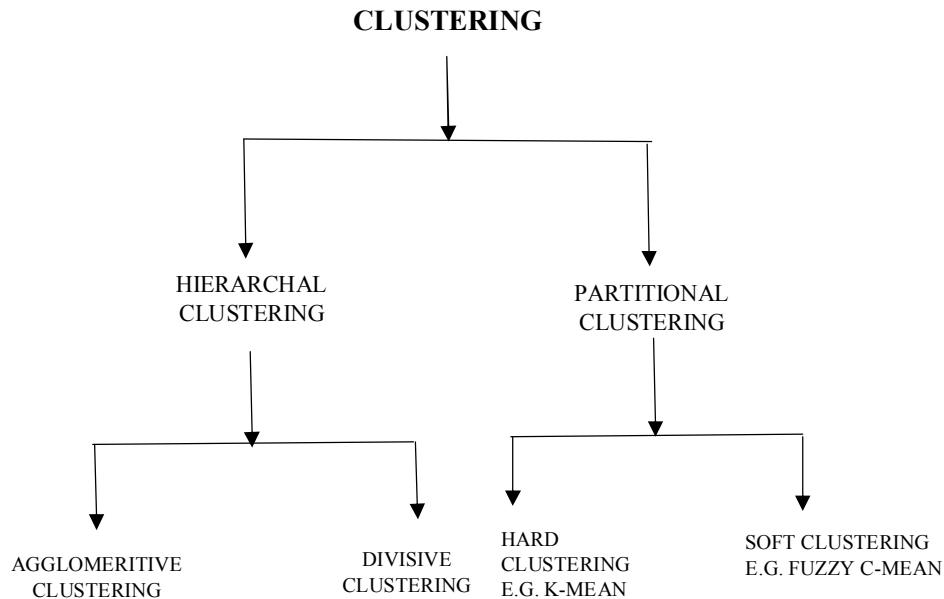 CLUSTERING
HIERARCHAL
CLUSTERING
PARTITIONAL
CLUSTERING
AGGLOMERITIVE
CLUSTERING
DIVISIVE
CLUSTERING
HARD
CLUSTERING
E.G. K-MEAN
SOFT CLUSTERING
E.G. FUZZY C-MEAN